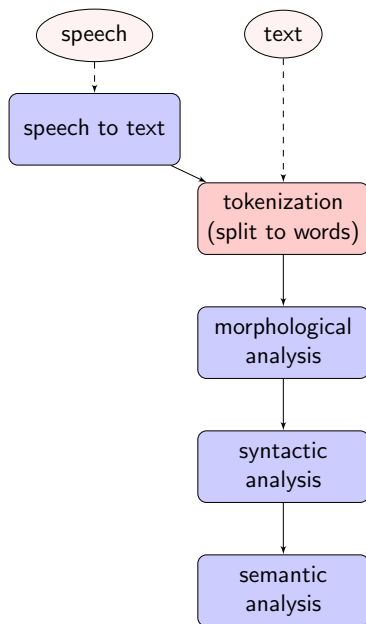 speech
text
speech to text
tokenization
(split to words)
morphological
analysis
syntactic
analysis
semantic
analysis